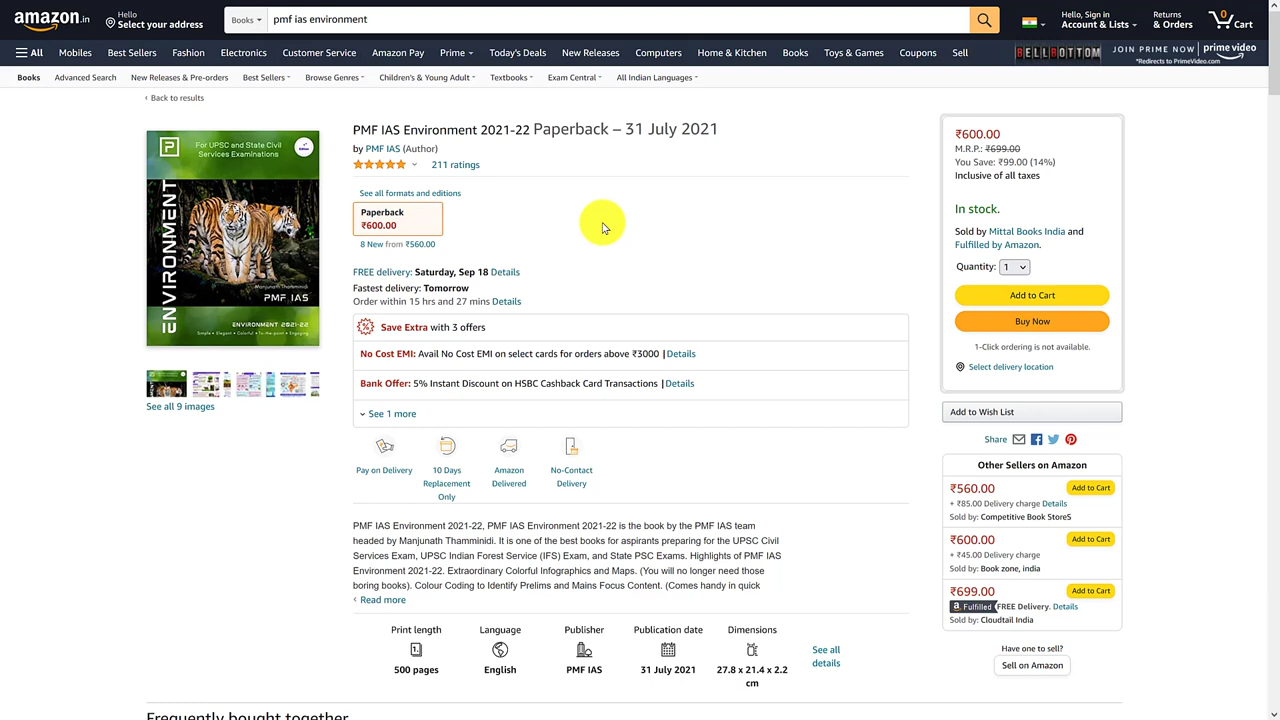 amazon.in
Hello
Select your address
Books
pmf ias environment
Hello, Sign in
Account & Lists
Returns
& Orders
0
Cart
All
Mobiles
Best Sellers
Fashion
Electronics
Customer Service
Amazon Pay
Prime
Today's Deals
New Releases
Computers
Home & Kitchen
Books
Toys & Games
Coupons
Sell
BELLBOTTOM
JOIN PRIME NOW
prime video
*Redirects to PrimeVideo.com
Books
Advanced Search
New Releases & Pre-orders
Best Sellers
Browse Genres
Children's & Young Adult
Textbooks
Exam Central
All Indian Languages
‹ Back to results
For UPSC and State Civil
Services Examinations
ENVIRONMENT
Manjunath Thamminidi
PMF IAS
ENVIRONMENT 2021-22
Simple • Elegant • Colorful • In-the-point • Engaging
See all 9 images
PMF IAS Environment 2021-22 Paperback – 31 July 2021
by PMF IAS (Author)
211 ratings
See all formats and editions
Paperback
₹600.00
8 New from ₹560.00
FREE delivery: Saturday, Sep 18 Details
Fastest delivery: Tomorrow
Order within 15 hrs and 27 mins Details
Save Extra with 3 offers
No Cost EMI: Avail No Cost EMI on select cards for orders above ₹3000 | Details
Bank Offer: 5% Instant Discount on HSBC Cashback Card Transactions | Details
See 1 more
Pay on Delivery
10 Days
Replacement
Only
Amazon
Delivered
No-Contact
Delivery
PMF IAS Environment 2021-22, PMF IAS Environment 2021-22 is the book by the PMF IAS team
headed by Manjunath Thamminidi. It is one of the best books for aspirants preparing for the UPSC Civil
Services Exam, UPSC Indian Forest Service (IFS) Exam, and State PSC Exams. Highlights of PMF IAS
Environment 2021-22. Extraordinary Colorful Infographics and Maps. (You will no longer need those
boring books). Colour Coding to Identify Prelims and Mains Focus Content. (Comes handy in quick
‹ Read more
Print length
500 pages
Language
English
Publisher
PMF IAS
Publication date
31 July 2021
Dimensions
27.8 x 21.4 x 2.2
cm
See all
details
Frequently bought together
₹600.00
M.R.P.: ₹699.00
You Save: ₹99.00 (14%)
Inclusive of all taxes
In stock.
Sold by Mittal Books India and
Fulfilled by Amazon.
Quantity: 1
Add to Cart
Buy Now
1-Click ordering is not available.
Select delivery location
Add to Wish List
Share
Other Sellers on Amazon
₹560.00
Add to Cart
+ ₹85.00 Delivery charge Details
Sold by: Competitive Book StoreS
₹600.00
Add to Cart
+ ₹45.00 Delivery charge
Sold by: Book zone, india
₹699.00
Add to Cart
a Fulfilled FREE Delivery. Details
Sold by: Cloudtail India
Have one to sell?
Sell on Amazon